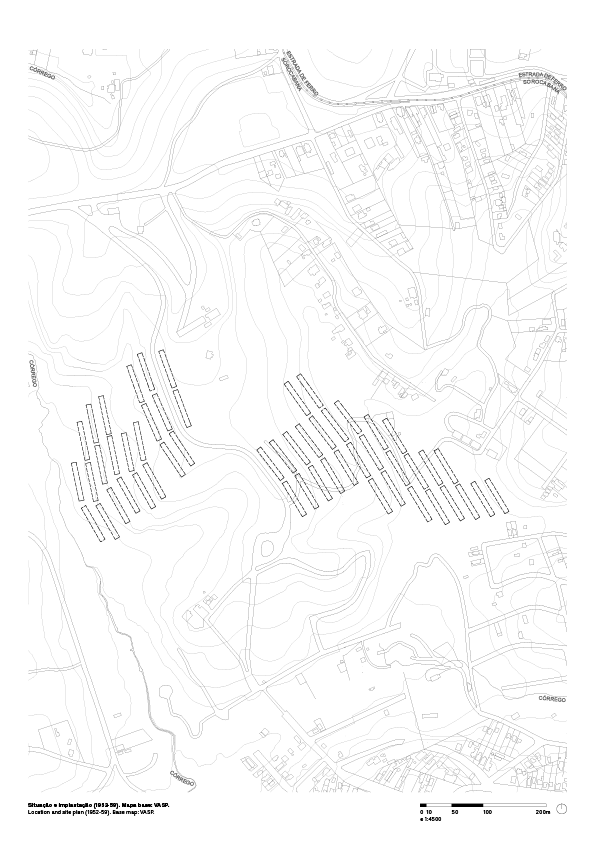 CÓRREGO
ESTRADA DE FERRO
SOROCABANA
ESTRADA DE FERRO
SOROCABANA
CÓRREGO
CÓRREGO
CÓRREGO
Situação e implantação (1952-59). Mapa base: VASP.
Location and site plan (1952-59). Base map: VASP.
0 10 50 100 200m
e 1:4500